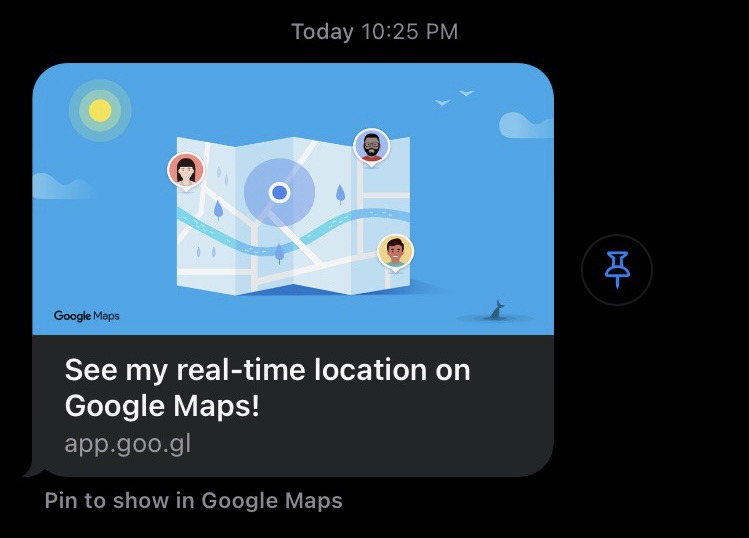 Today 10:25 PM
Google Maps
See my real-time location on
Google Maps!
app.goo.gl
Pin to show in Google Maps